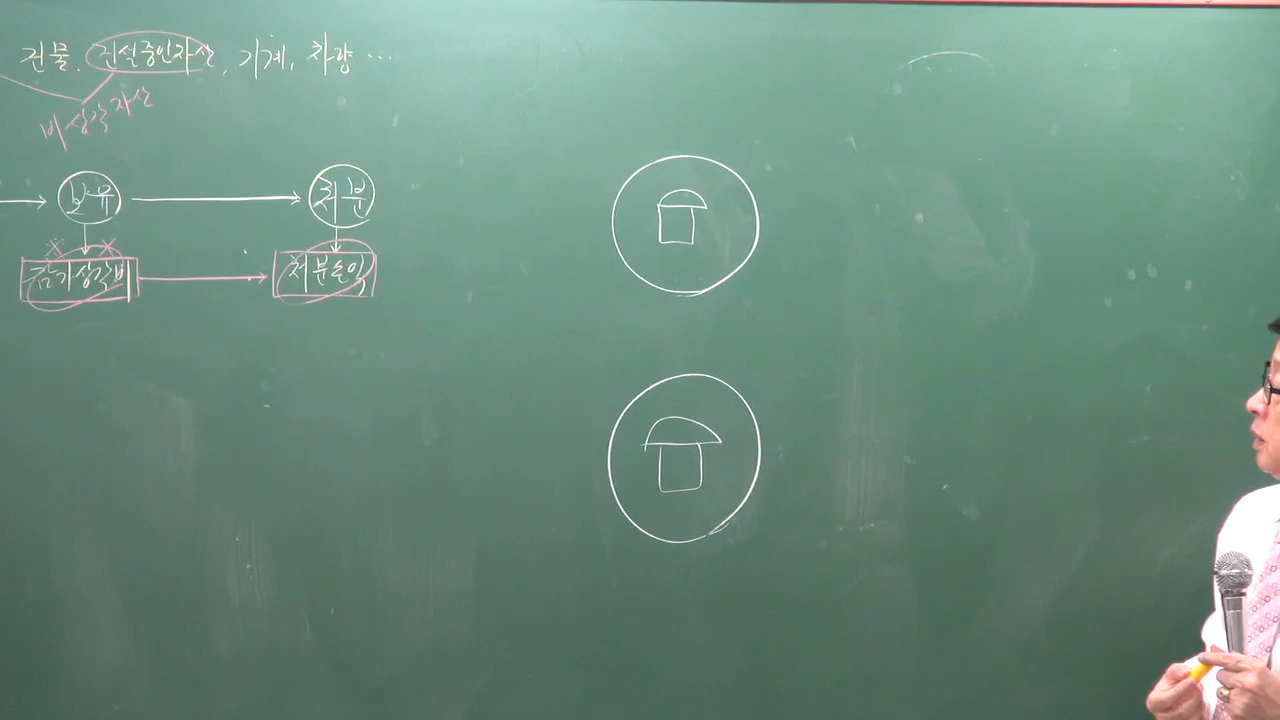 건물, 건설중인자산, 기계, 차량 …
비상각자산
보유 처분
감가상각비 처분손익